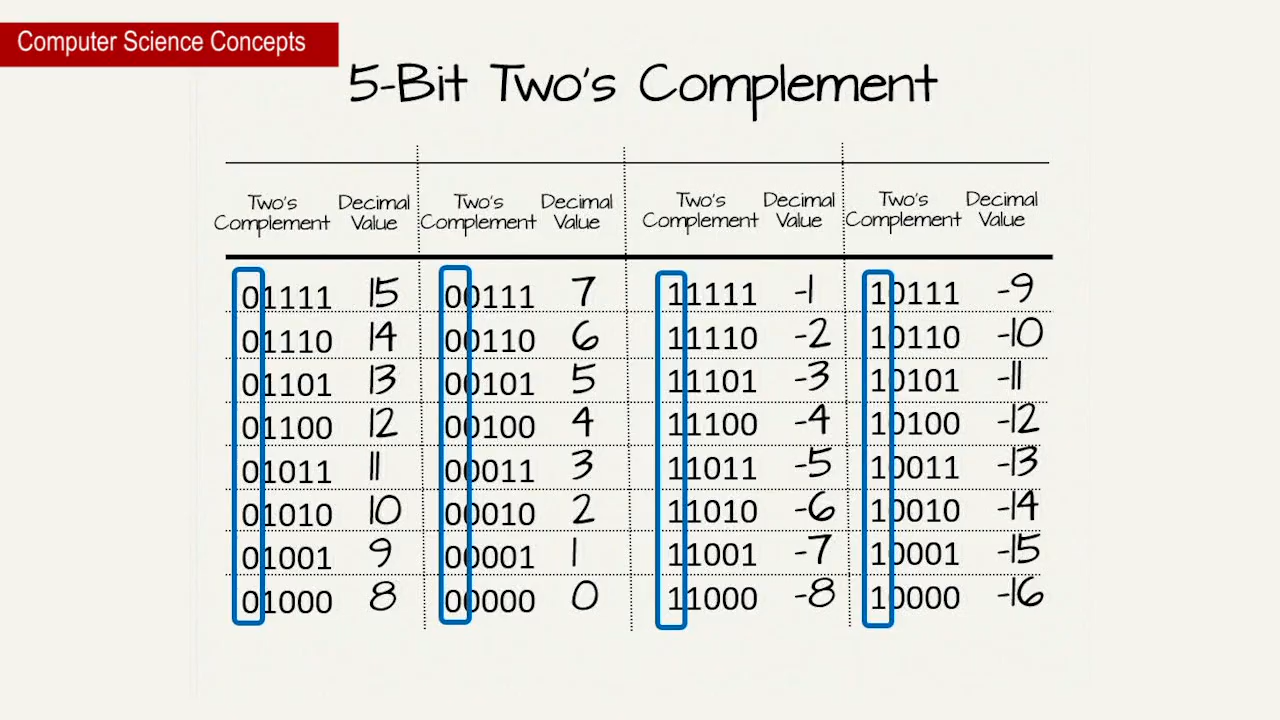 Computer Science Concepts
5-Bit Two's Complement
Two's Complement Decimal Value Two's Complement Decimal Value Two's Complement Decimal Value Two's Complement Decimal Value
01111 15 00111 7 11111 -1 10111 -9
01110 14 00110 6 11110 -2 10110 -10
01101 13 00101 5 11101 -3 10101 -11
01100 12 00100 4 11100 -4 10100 -12
01011 11 00011 3 11011 -5 10011 -13
01010 10 00010 2 11010 -6 10010 -14
01001 9 00001 1 11001 -7 10001 -15
01000 8 00000 0 11000 -8 10000 -16